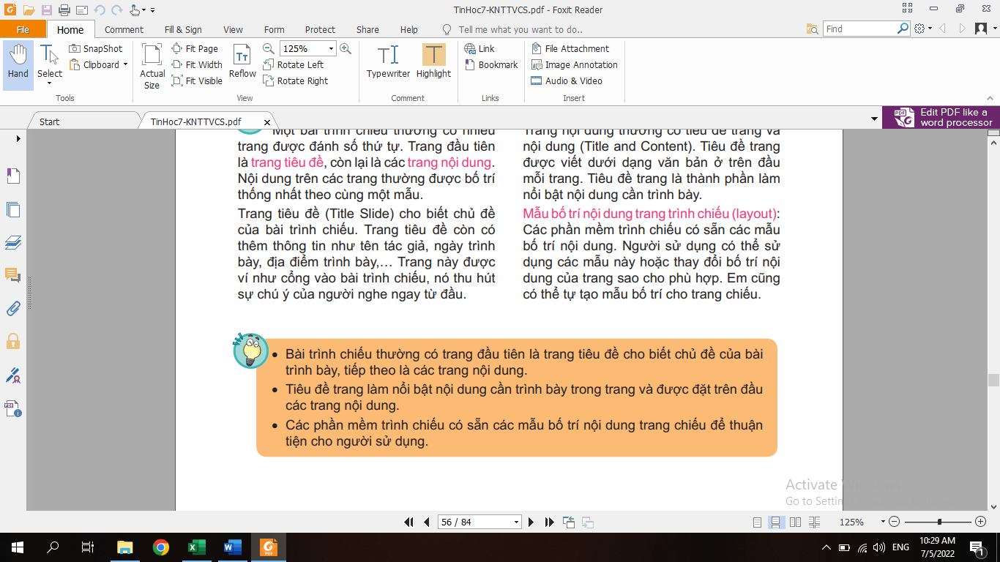 TinHoc7-KNTTVCS.pdf - Foxit Reader
File
Home
Comment
Fill & Sign
View
Form
Protect
Share
Help
Tell me what you want to do..
Find
Hand
Select
SnapShot
Clipboard
Tools
Actual
Size
Fit Page
Fit Width
Fit Visible
Reflow
125%
Rotate Left
Rotate Right
View
Typewriter
Highlight
Comment
Link
Bookmark
Links
File Attachment
Image Annotation
Audio & Video
Insert
Start
TinHoc7-KNTTVCS.pdf
Edit PDF like a
word processor
Một bài trình chiếu thường có nhiều
trang được đánh số thứ tự. Trang đầu tiên
là trang tiêu đề, còn lại là các trang nội dung.
Nội dung trên các trang thường được bố trí
thống nhất theo cùng một mẫu.
Trang tiêu đề (Title Slide) cho biết chủ đề
của bài trình chiếu. Trang tiêu đề còn có
thêm thông tin như tên tác giả, ngày trình
bày, địa điểm trình bày,… Trang này được
ví như cổng vào bài trình chiếu, nó thu hút
sự chú ý của người nghe ngay từ đầu.
Trang nội dung thường có tiêu đề trang và
nội dung (Title and Content). Tiêu đề trang
được viết dưới dạng văn bản ở trên đầu
mỗi trang. Tiêu đề trang là thành phần làm
nổi bật nội dung cần trình bày.
Mẫu bố trí nội dung trang trình chiếu (layout):
Các phần mềm trình chiếu có sẵn các mẫu
bố trí nội dung. Người sử dụng có thể sử
dụng các mẫu này hoặc thay đổi bố trí nội
dung của trang sao cho phù hợp. Em cũng
có thể tự tạo mẫu bố trí cho trang chiếu.
• Bài trình chiếu thường có trang đầu tiên là trang tiêu đề cho biết chủ đề của bài
trình bày, tiếp theo là các trang nội dung.
• Tiêu đề trang làm nổi bật nội dung cần trình bày trong trang và được đặt trên đầu
các trang nội dung.
• Các phần mềm trình chiếu có sẵn các mẫu bố trí nội dung trang chiếu để thuận
tiện cho người sử dụng.
Activate Windows
Go to Settin
56 / 84
125%
ENG
10:29 AM
7/5/2022
1